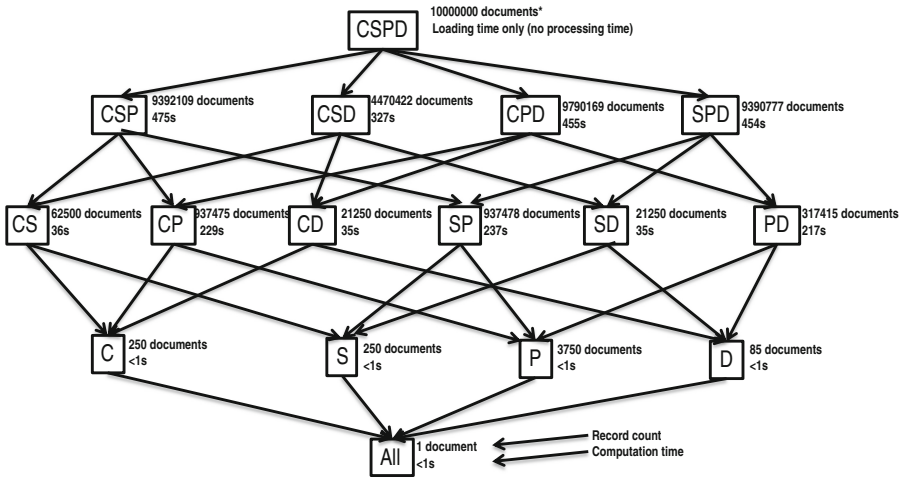 CSPD
10000000 documents*
Loading time only (no processing time)
CSP
9392109 documents
475s
CSD
4470422 documents
327s
CPD
9790169 documents
455s
SPD
9390777 documents
454s
CS
62500 documents
36s
CP
937475 documents
229s
CD
21250 documents
35s
SP
937478 documents
237s
SD
21250 documents
35s
PD
317415 documents
217s
C
250 documents
<1s
S
250 documents
<1s
P
3750 documents
<1s
D
85 documents
<1s
All
1 document
<1s
Record count
Computation time